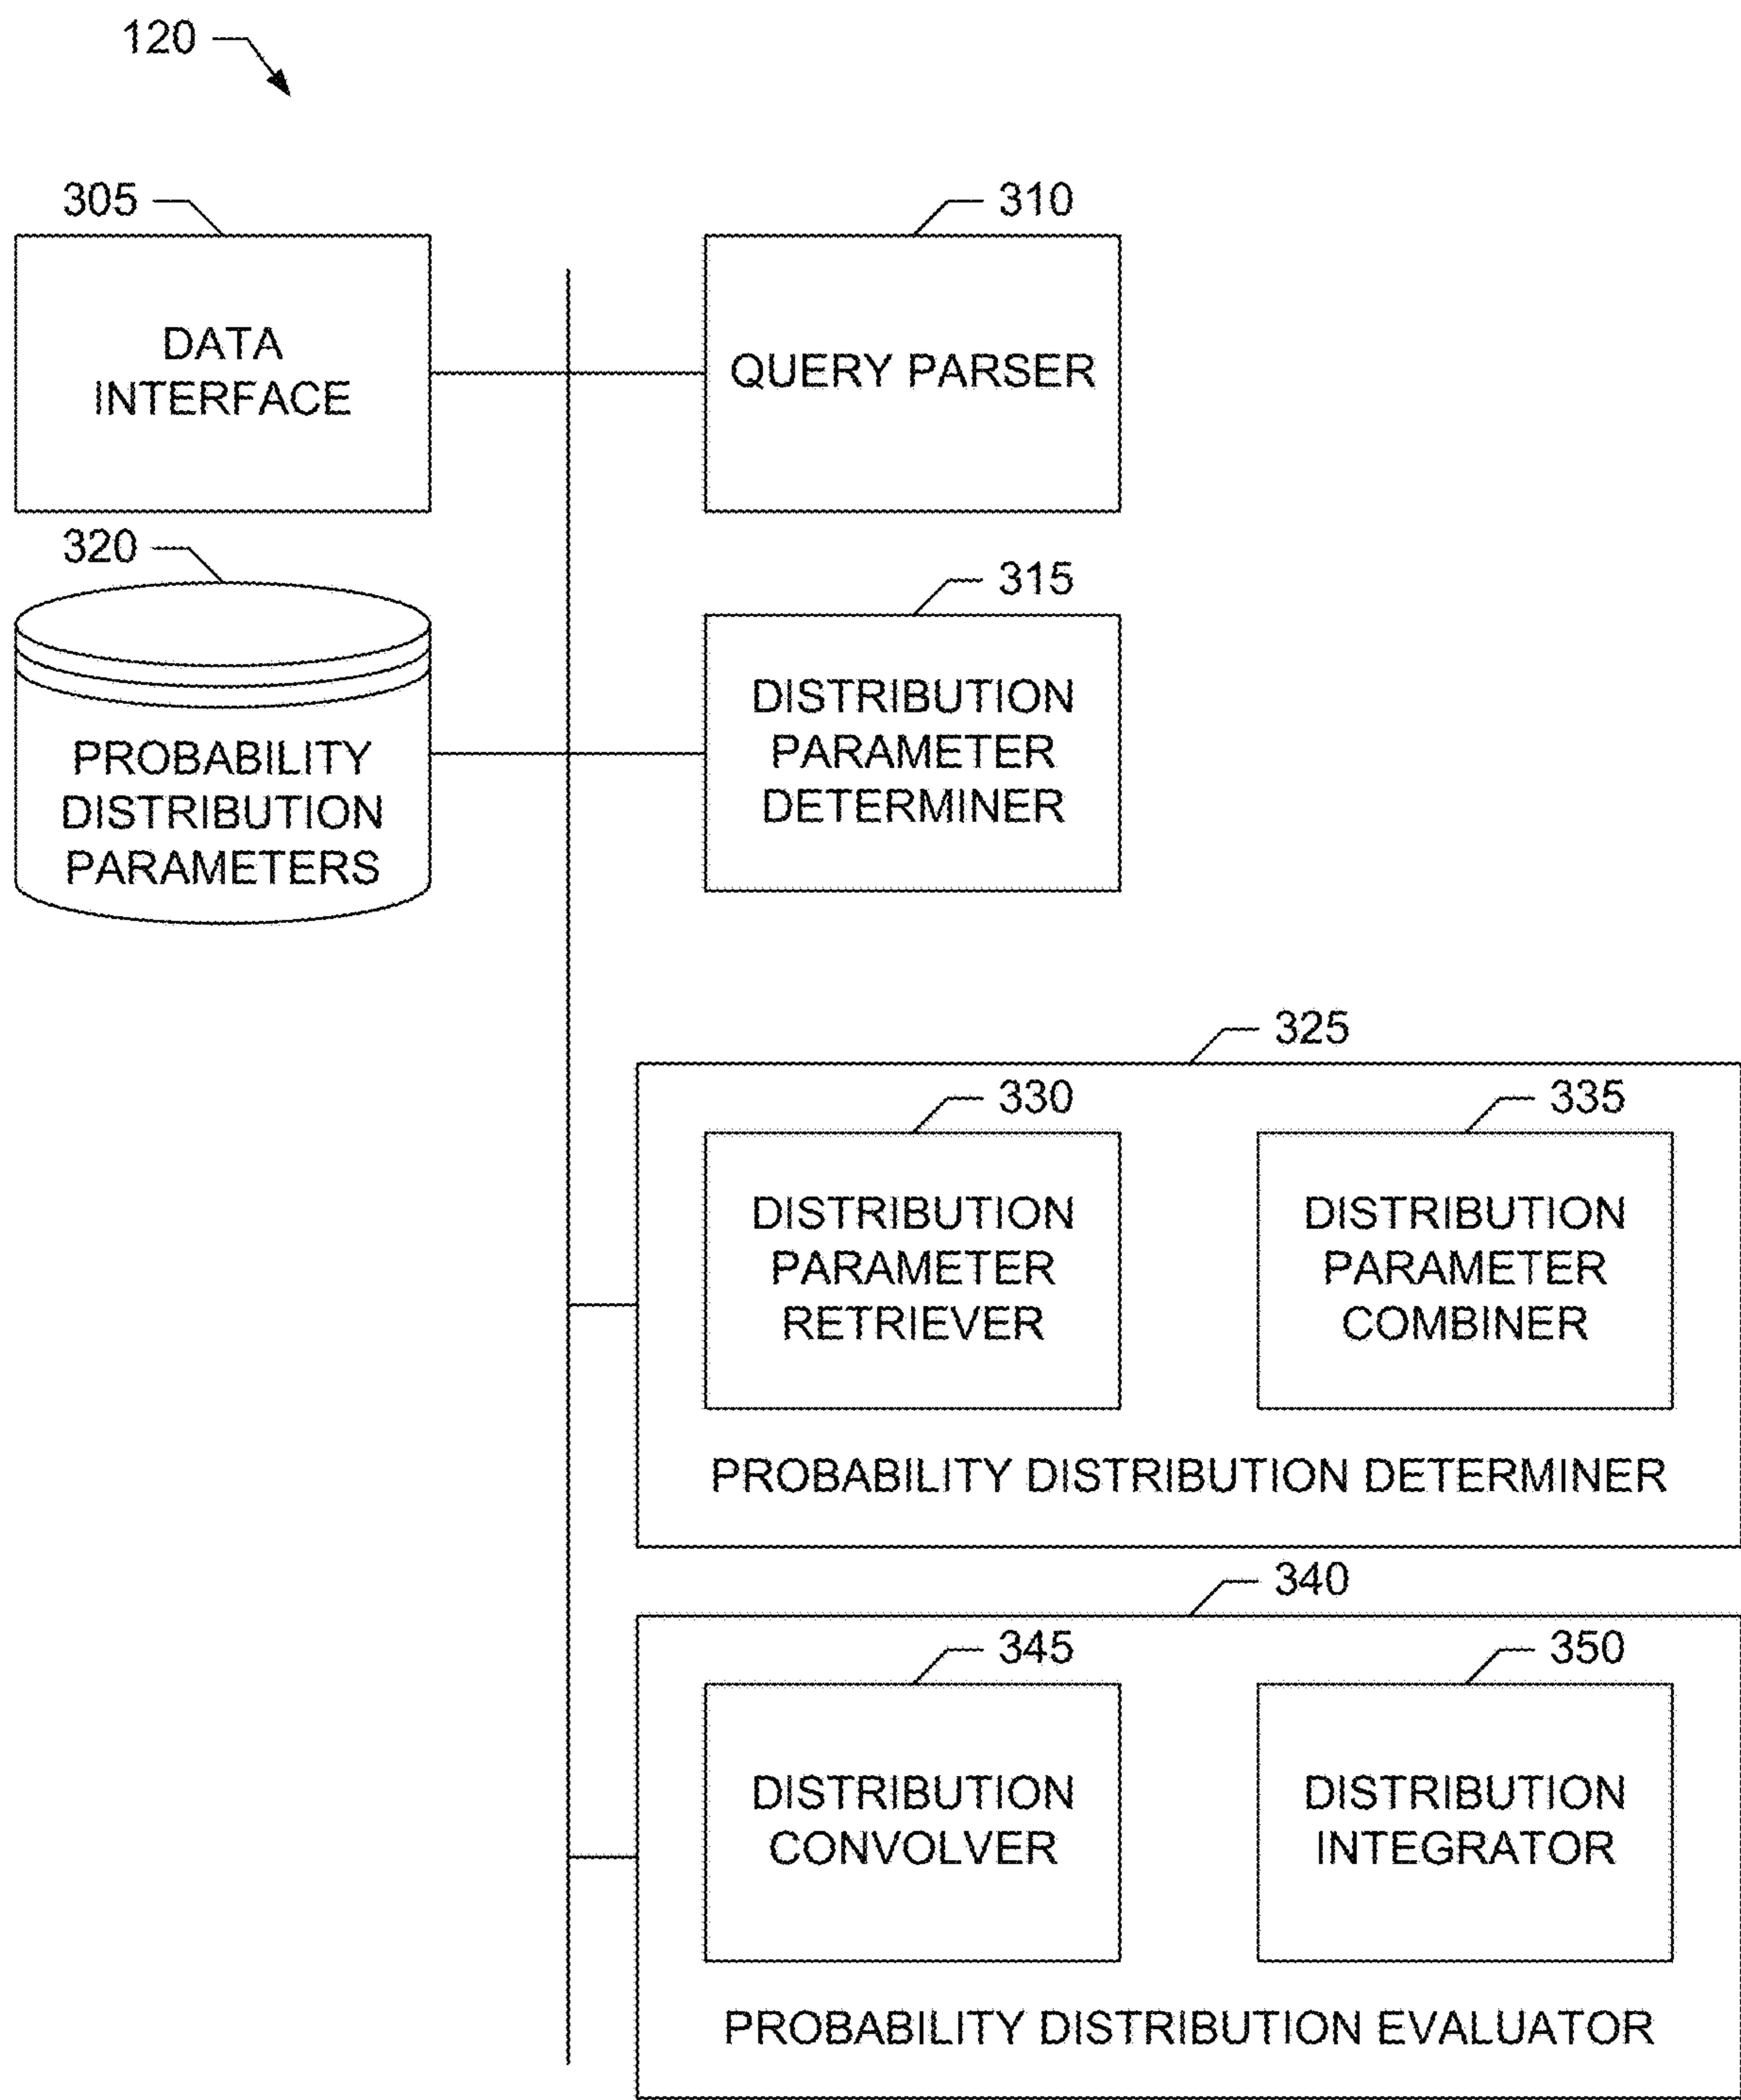 120
305
DATA
INTERFACE
310
QUERY PARSER
320
PROBABILITY
DISTRIBUTION
PARAMETERS
315
DISTRIBUTION
PARAMETER
DETERMINER
325
330
DISTRIBUTION
PARAMETER
RETRIEVER
335
DISTRIBUTION
PARAMETER
COMBINER
PROBABILITY DISTRIBUTION DETERMINER
340
345
DISTRIBUTION
CONVOLVER
350
DISTRIBUTION
INTEGRATOR
PROBABILITY DISTRIBUTION EVALUATOR